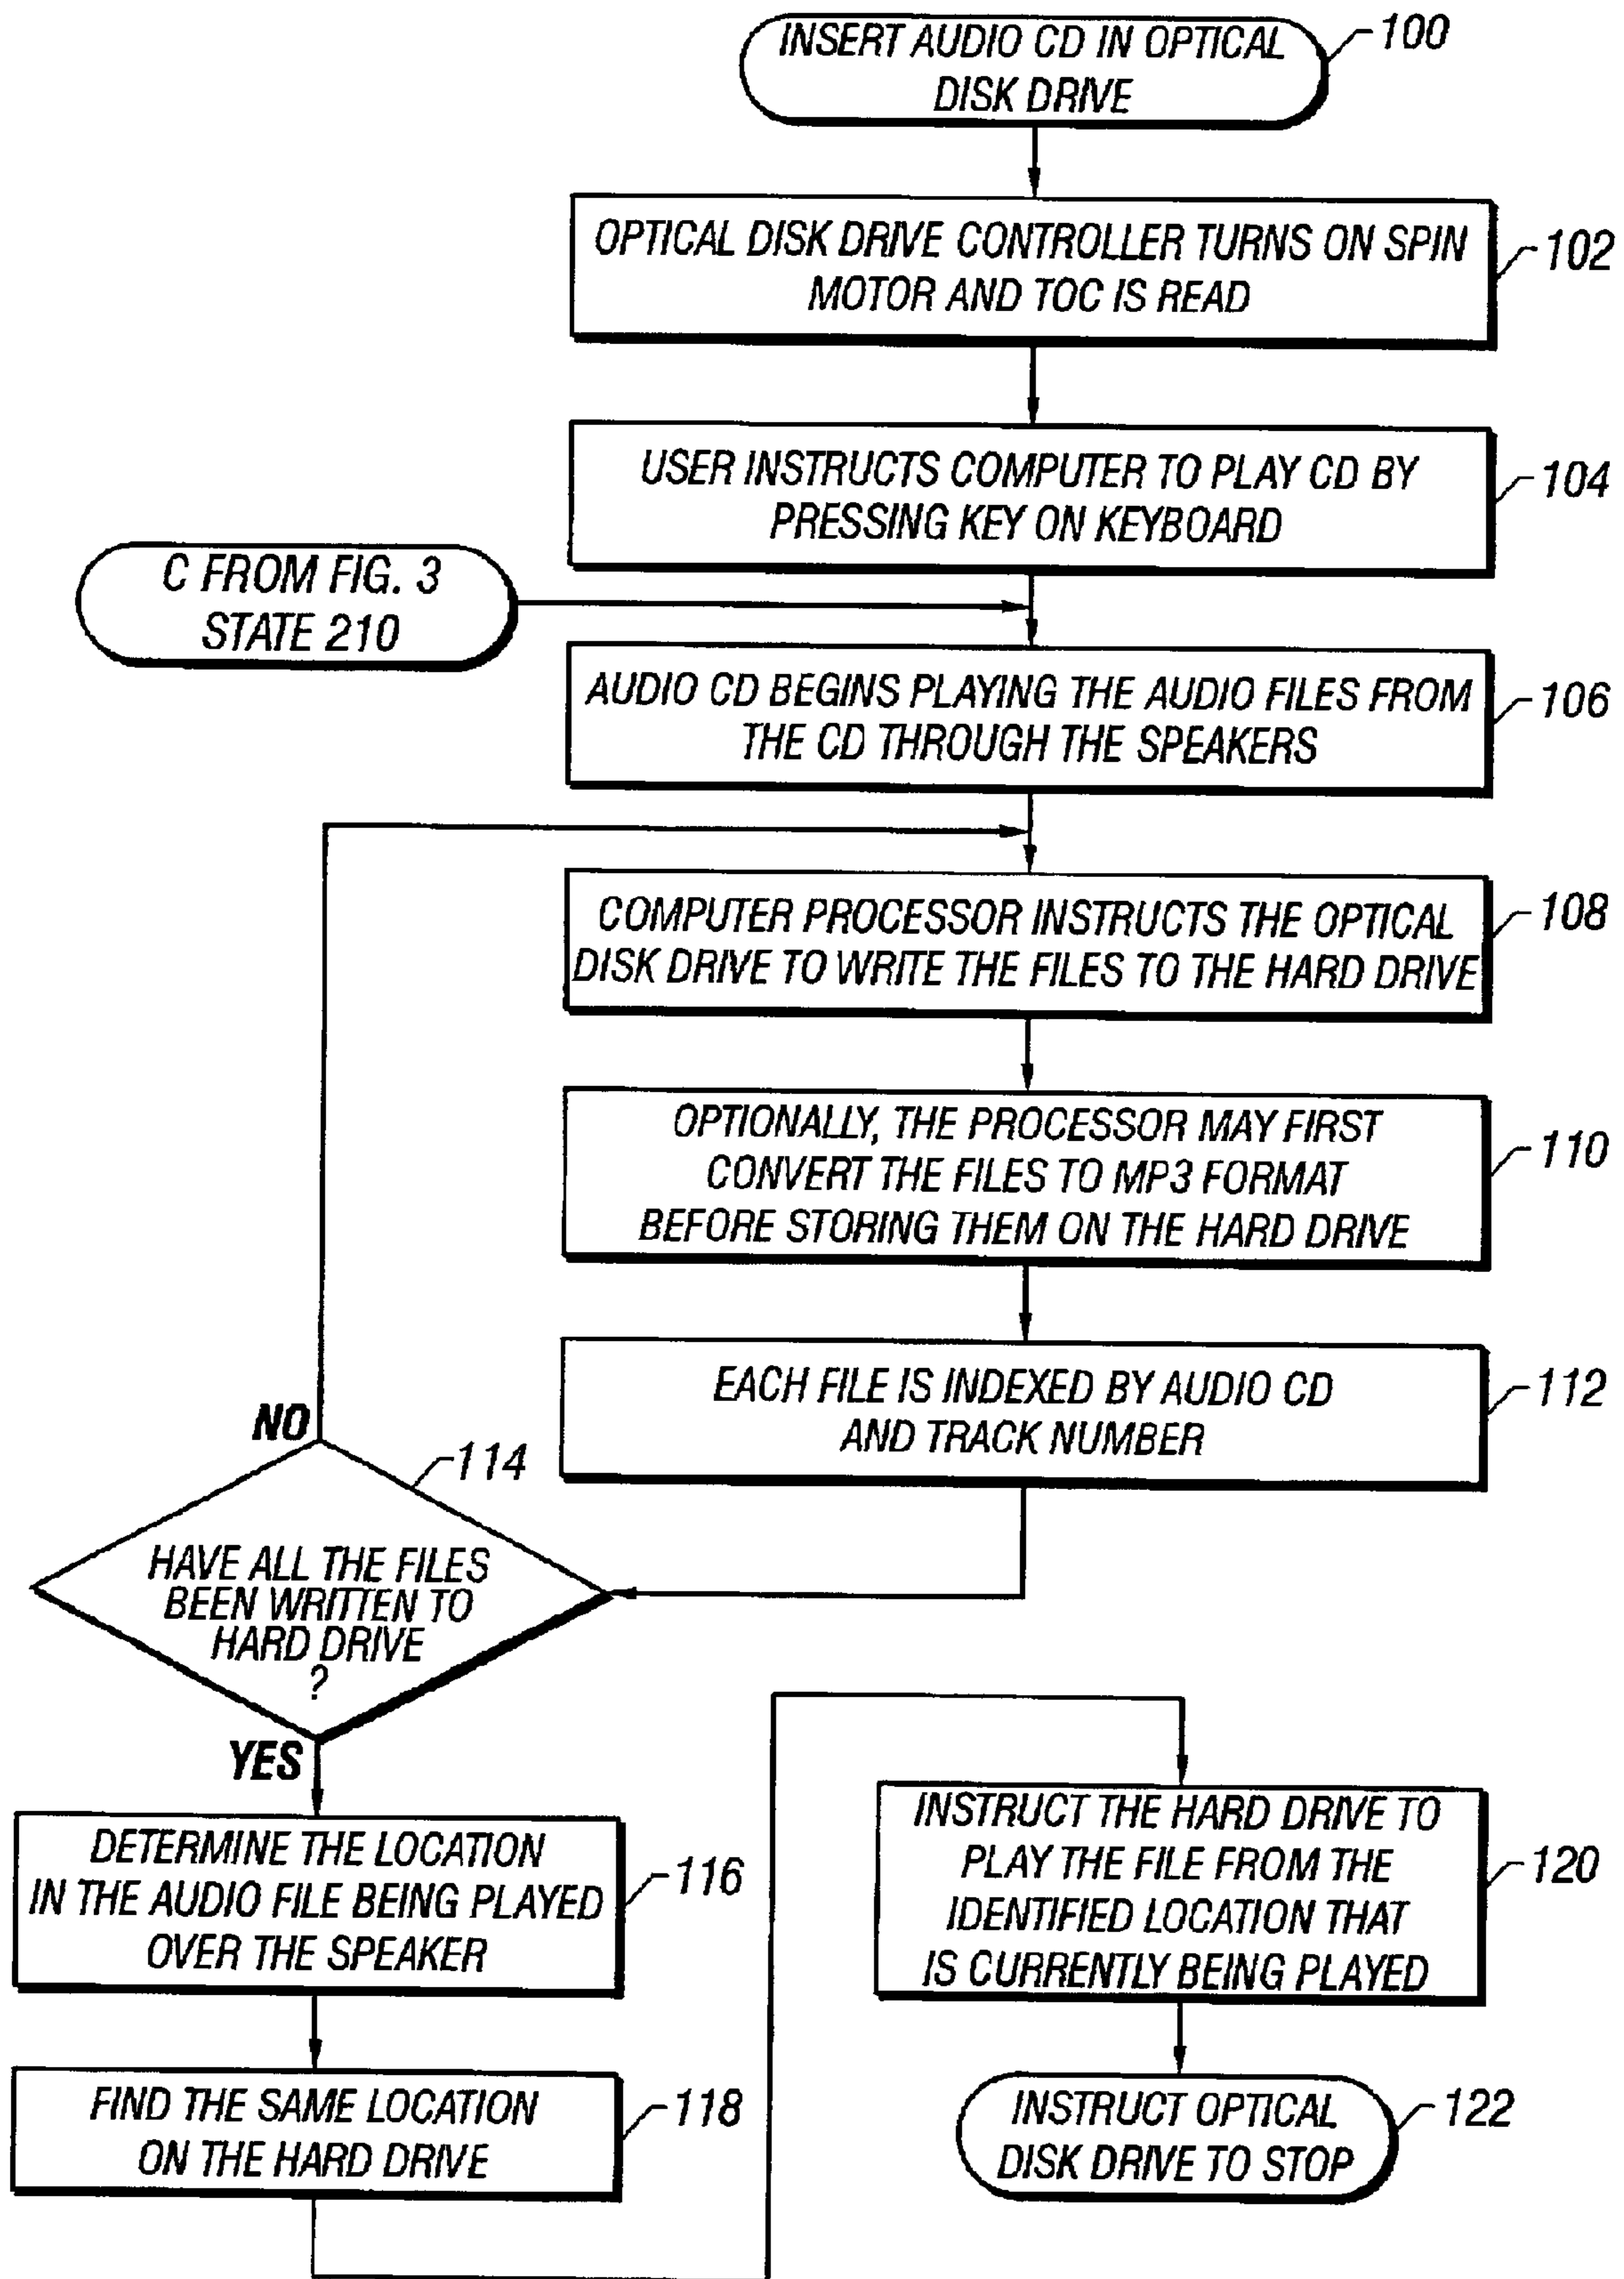 INSERT AUDIO CD IN OPTICAL
DISK DRIVE
100
OPTICAL DISK DRIVE CONTROLLER TURNS ON SPIN
MOTOR AND TOC IS READ
102
USER INSTRUCTS COMPUTER TO PLAY CD BY
PRESSING KEY ON KEYBOARD
104
C FROM FIG. 3
STATE 210
AUDIO CD BEGINS PLAYING THE AUDIO FILES FROM
THE CD THROUGH THE SPEAKERS
106
COMPUTER PROCESSOR INSTRUCTS THE OPTICAL
DISK DRIVE TO WRITE THE FILES TO THE HARD DRIVE
108
OPTIONALLY, THE PROCESSOR MAY FIRST
CONVERT THE FILES TO MP3 FORMAT
BEFORE STORING THEM ON THE HARD DRIVE
110
EACH FILE IS INDEXED BY AUDIO CD
AND TRACK NUMBER
112
NO
114
HAVE ALL THE FILES
BEEN WRITTEN TO
HARD DRIVE
?
YES
DETERMINE THE LOCATION
IN THE AUDIO FILE BEING PLAYED
OVER THE SPEAKER
116
FIND THE SAME LOCATION
ON THE HARD DRIVE
118
INSTRUCT THE HARD DRIVE TO
PLAY THE FILE FROM THE
IDENTIFIED LOCATION THAT
IS CURRENTLY BEING PLAYED
120
INSTRUCT OPTICAL
DISK DRIVE TO STOP
122